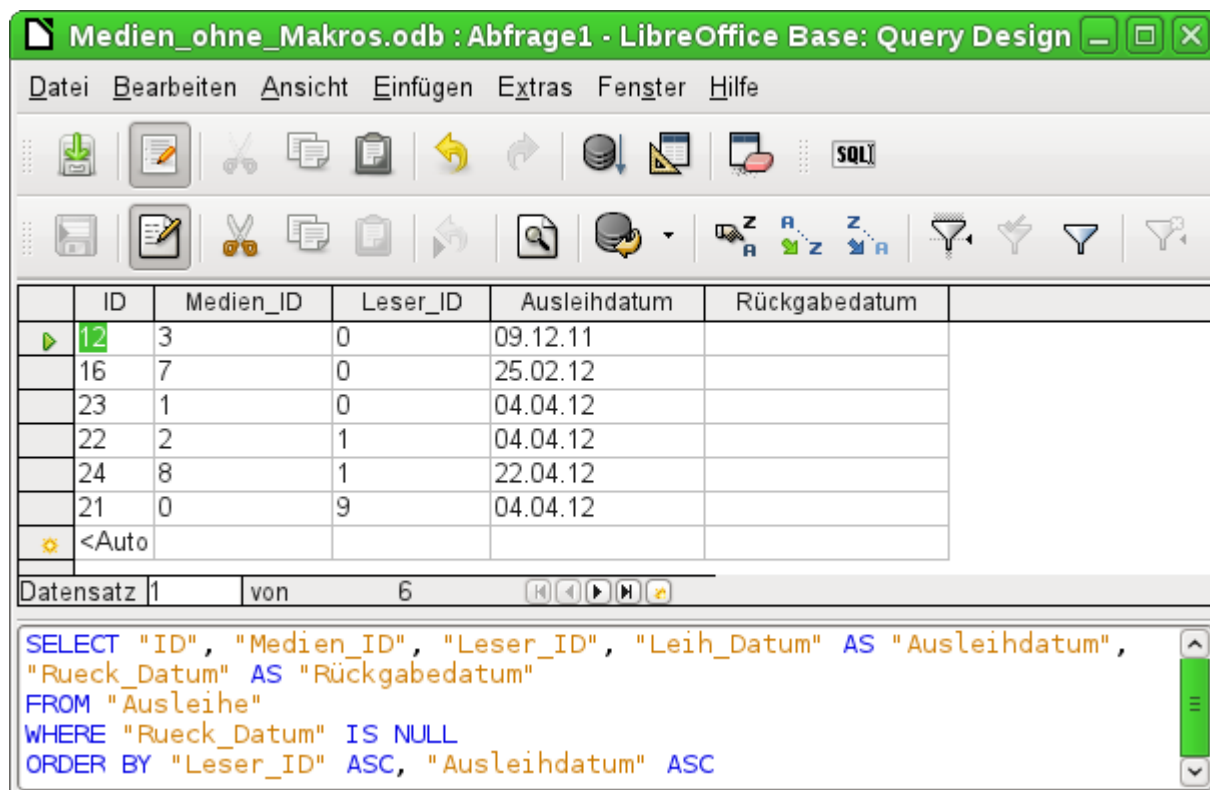 Medien_ohne_Makros.odb : Abfrage1 - LibreOffice Base: Query Design
Datei Bearbeiten Ansicht Einfügen Extras Fenster Hilfe
SQL
Z A A Z Z A
ID Medien_ID Leser_ID Ausleihdatum Rückgabedatum
12 3 0 09.12.11
16 7 0 25.02.12
23 1 0 04.04.12
22 2 1 04.04.12
24 8 1 22.04.12
21 0 9 04.04.12
<Auto
Datensatz 1 von 6
SELECT "ID", "Medien_ID", "Leser_ID", "Leih_Datum" AS "Ausleihdatum",
"Rueck_Datum" AS "Rückgabedatum"
FROM "Ausleihe"
WHERE "Rueck_Datum" IS NULL
ORDER BY "Leser_ID" ASC, "Ausleihdatum" ASC